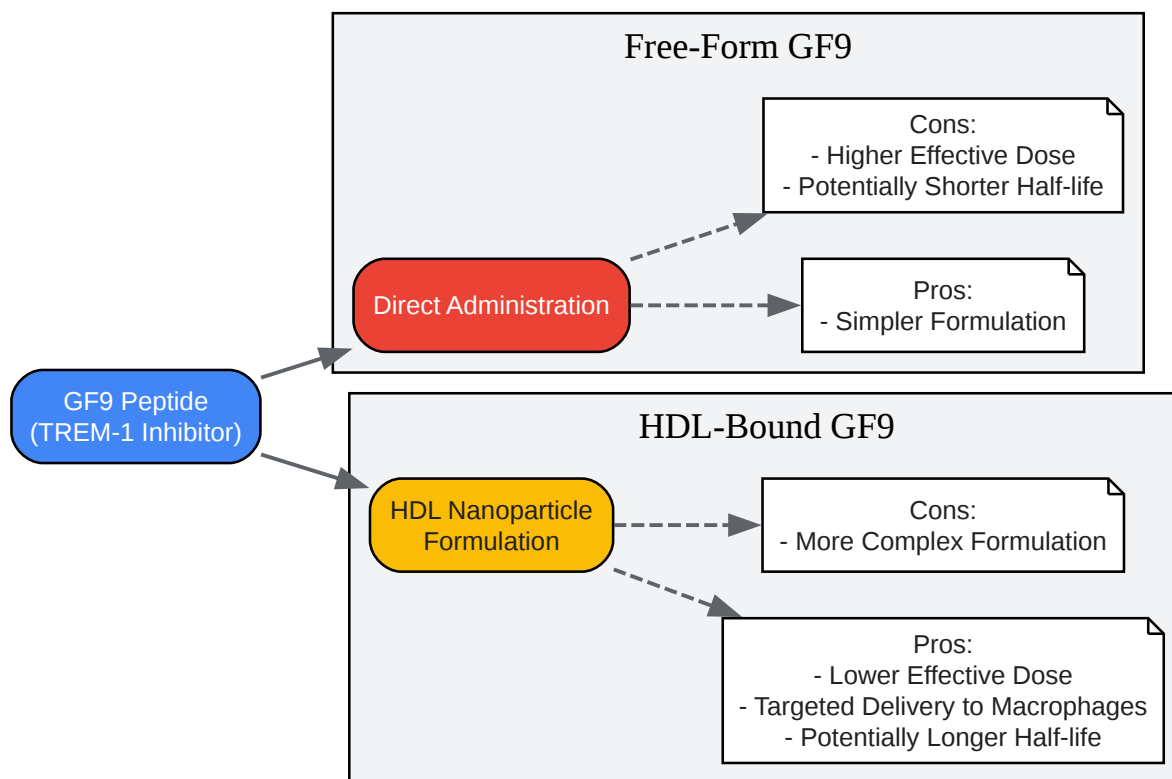 Free-Form GF9
Cons:
- Higher Effective Dose
- Potentially Shorter Half-life
Direct Administration
Pros:
- Simpler Formulation
GF9 Peptide
(TREM-1 Inhibitor)
HDL-Bound GF9
HDL Nanoparticle
Formulation
Cons:
- More Complex Formulation
Pros:
- Lower Effective Dose
- Targeted Delivery to Macrophages
- Potentially Longer Half-life